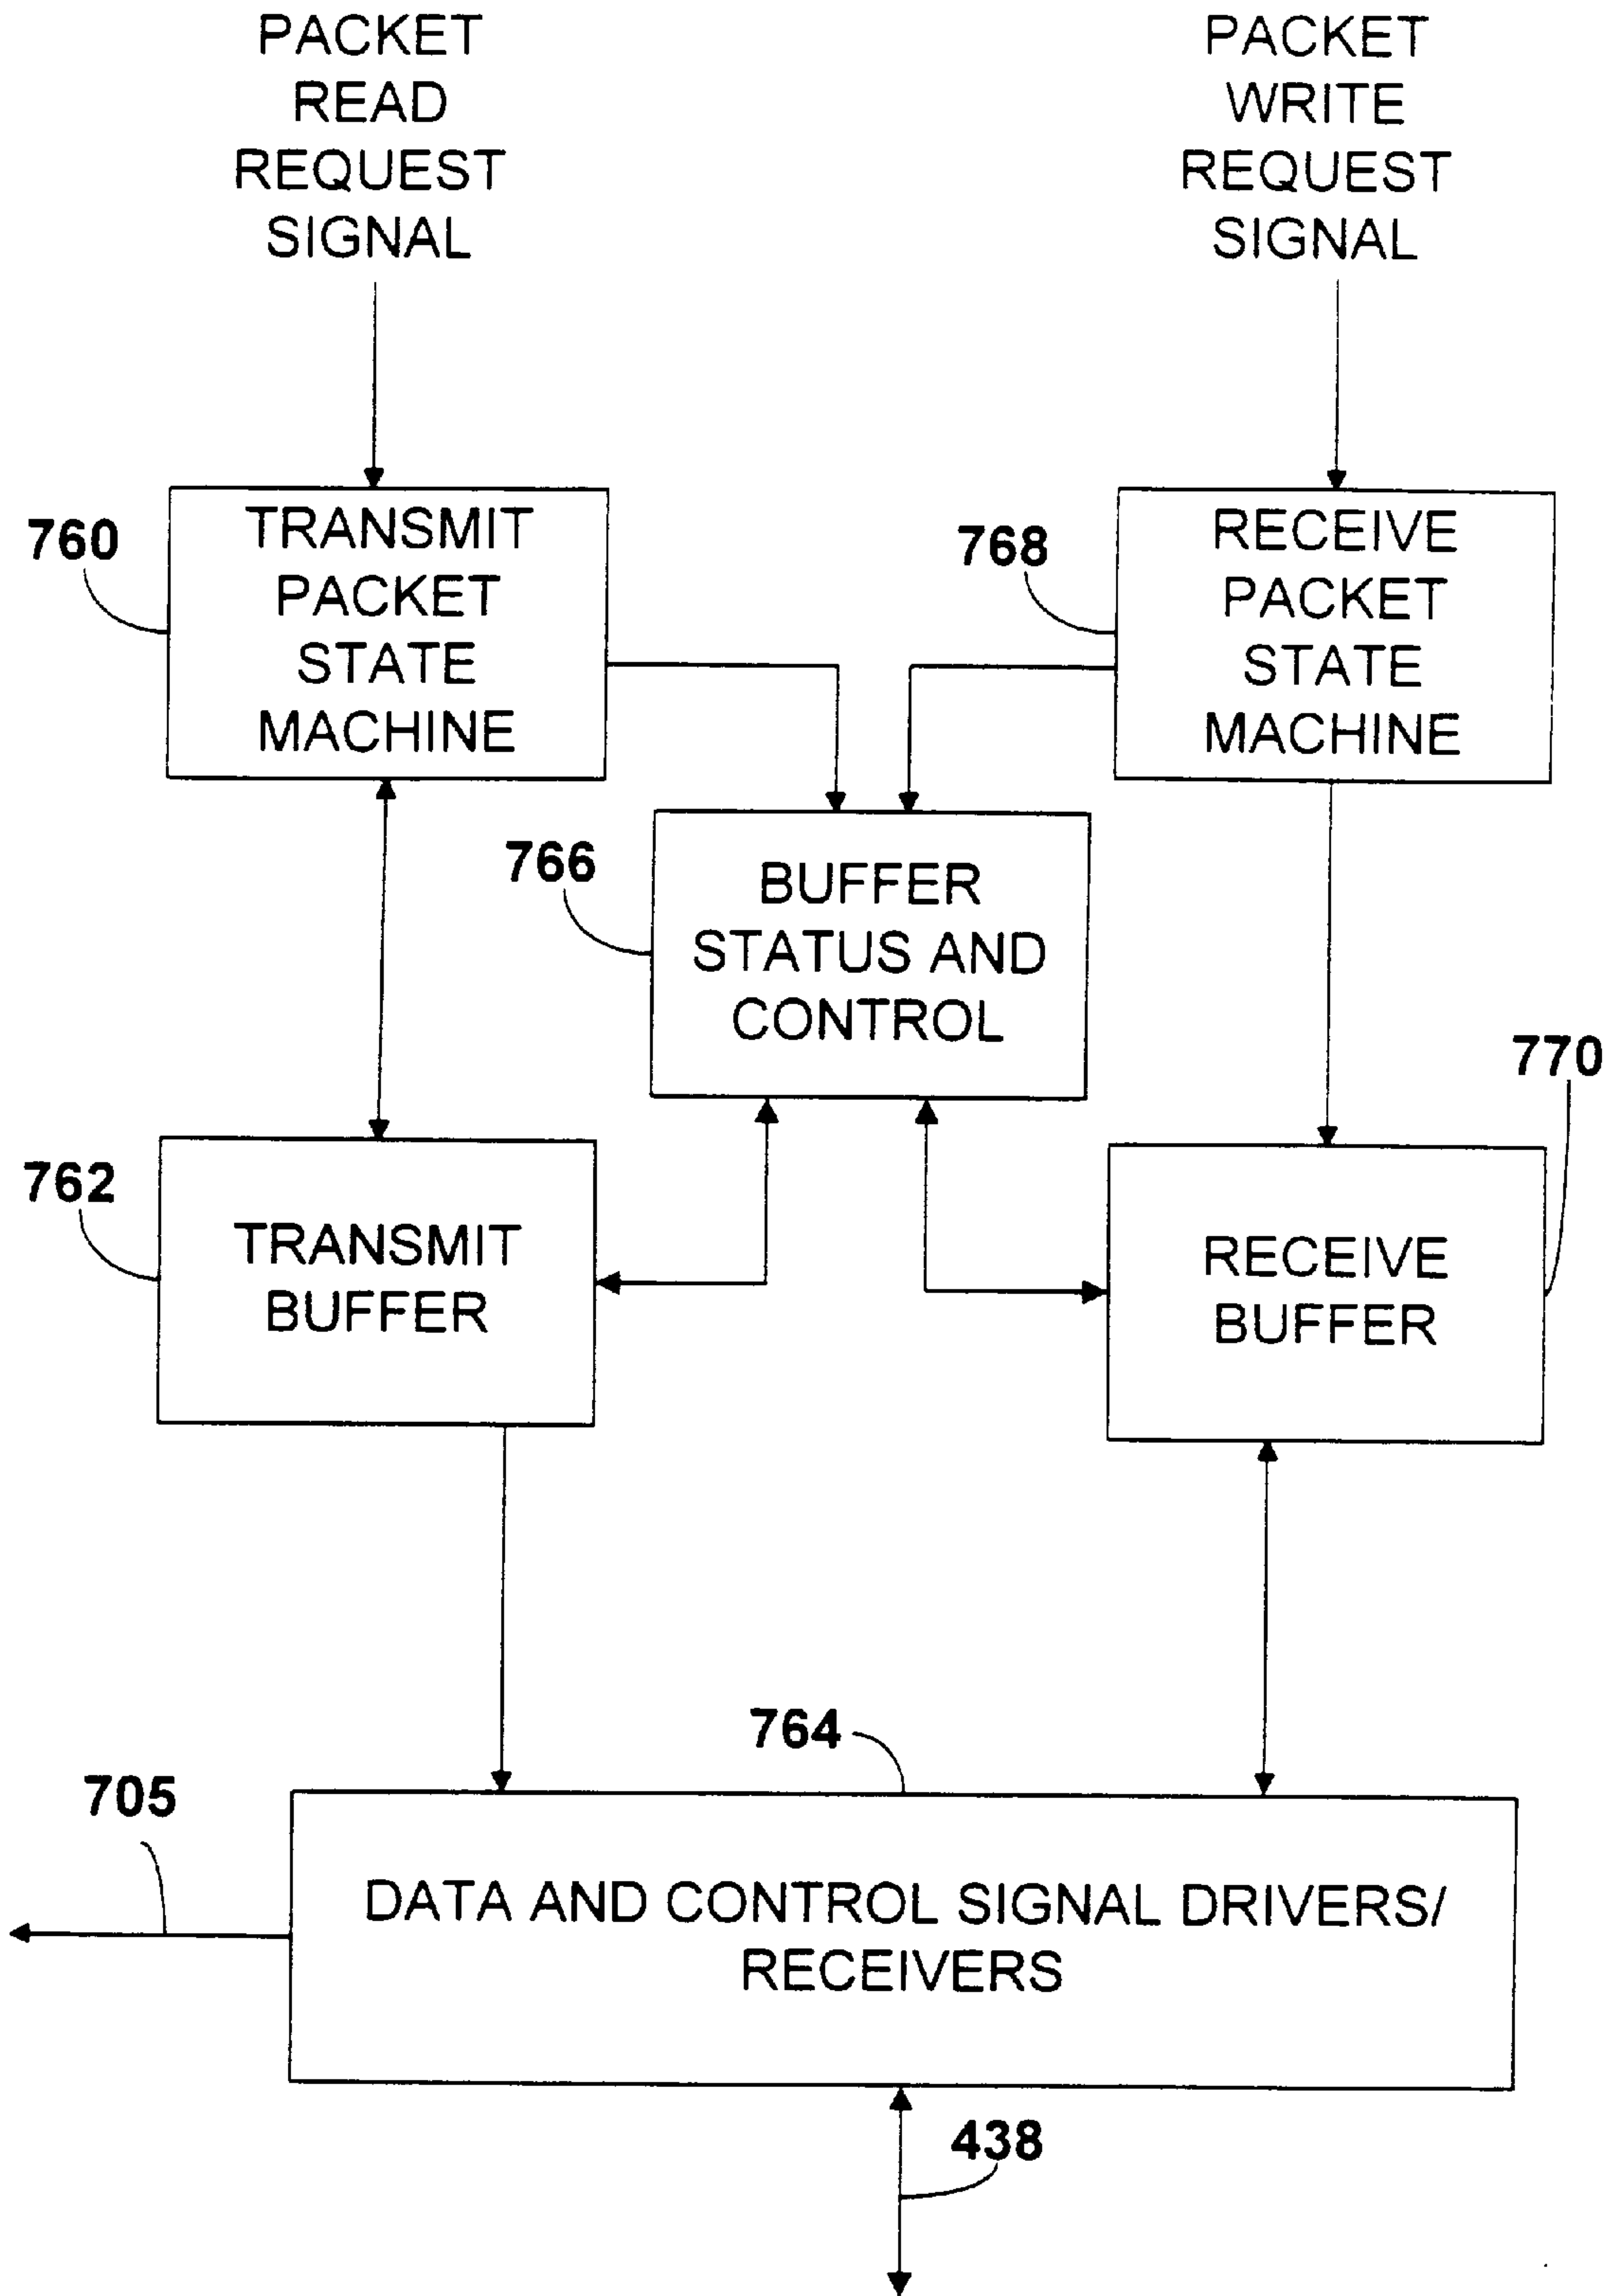 PACKET
READ
REQUEST
SIGNAL
PACKET
WRITE
REQUEST
SIGNAL
760
TRANSMIT
PACKET
STATE
MACHINE
768
RECEIVE
PACKET
STATE
MACHINE
766
BUFFER
STATUS AND
CONTROL
770
762
TRANSMIT
BUFFER
RECEIVE
BUFFER
764
705
DATA AND CONTROL SIGNAL DRIVERS/
RECEIVERS
438